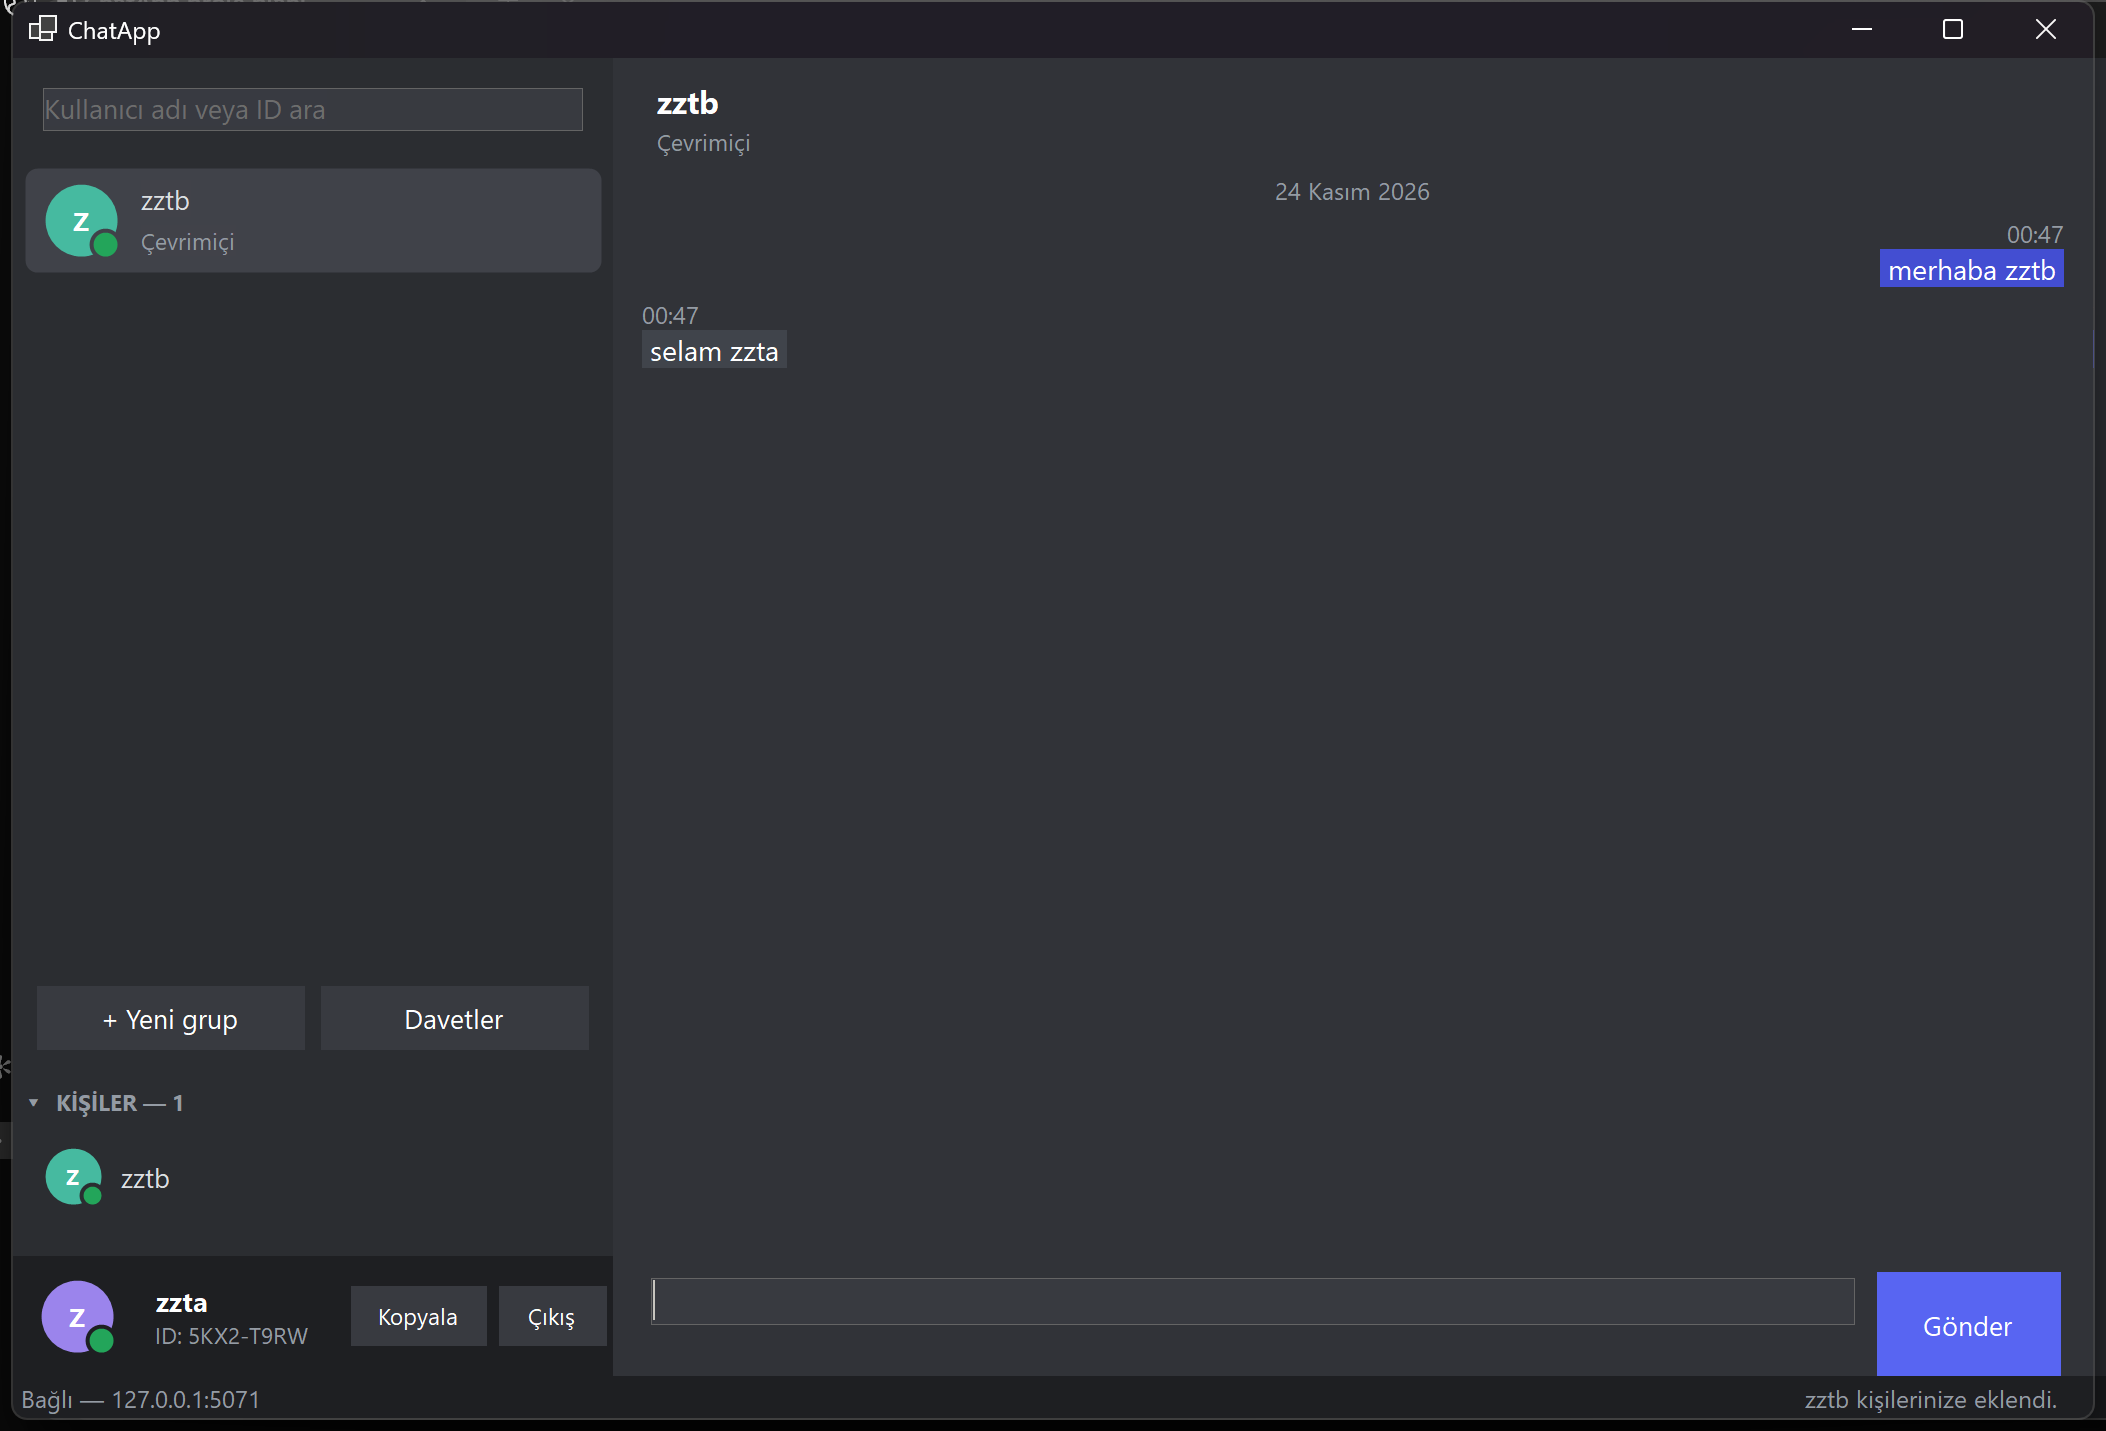 ChatApp
Kullanıcı adı veya ID ara
z
zztb
Çevrimiçi
+ Yeni grup
Davetler
▾ KİŞİLER — 1
z
zztb
z
zzta
ID: 5KX2-T9RW
Kopyala
Çıkış
zztb
Çevrimiçi
24 Kasım 2026
00:47
merhaba zztb
00:47
selam zzta
Gönder
Bağlı — 127.0.0.1:5071
zztb kişilerinize eklendi.